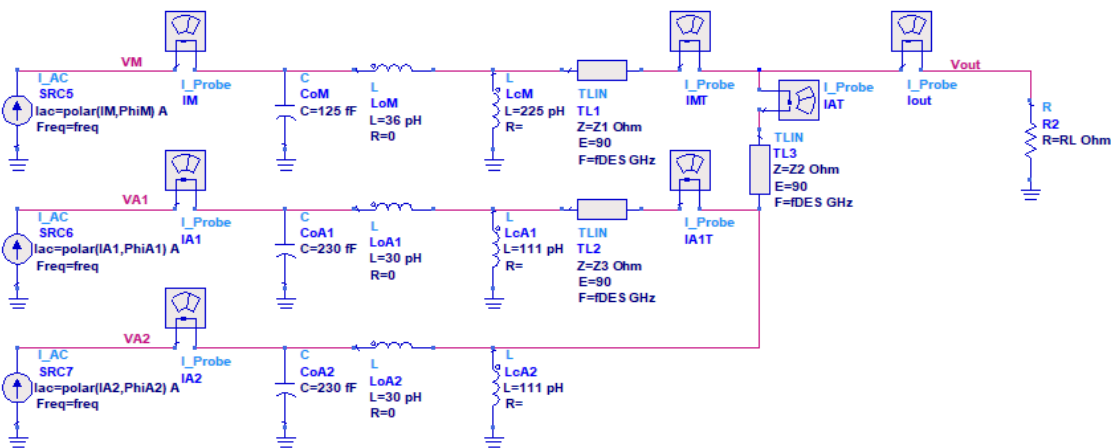 VM
I_AC
SRC5
Iac=polar(IM,PhiM) A
Freq=freq
I_Probe
IM
C
CoM
C=125 fF
L
LoM
L=36 pH
R=0
L
LcM
L=225 pH
R=
TLIN
TL1
Z=Z1 Ohm
E=90
F=fDES GHz
I_Probe
IMT
I_Probe
IAT
I_Probe
Iout
Vout
R
R2
R=RL Ohm
TLIN
TL3
Z=Z2 Ohm
E=90
F=fDES GHz
VA1
I_AC
SRC6
Iac=polar(IA1,PhiA1) A
Freq=freq
I_Probe
IA1
C
CoA1
C=230 fF
L
LoA1
L=30 pH
R=0
L
LcA1
L=111 pH
R=
TLIN
TL2
Z=Z3 Ohm
E=90
F=fDES GHz
I_Probe
IA1T
VA2
I_AC
SRC7
Iac=polar(IA2,PhiA2) A
Freq=freq
I_Probe
IA2
C
CoA2
C=230 fF
L
LoA2
L=30 pH
R=0
L
LcA2
L=111 pH
R=